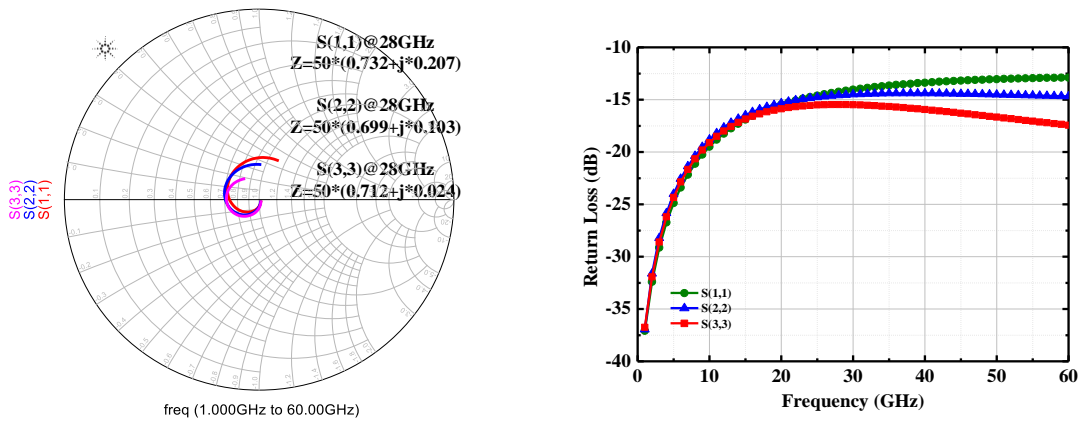 S(1,1)@28GHz
Z=50*(0.732+j*0.207)
S(2,2)@28GHz
Z=50*(0.699+j*0.103)
S(3,3)@28GHz
Z=50*(0.712+j*0.024)
S(3,3)
S(2,2)
S(1,1)
freq (1.000GHz to 60.00GHz)
-10
-15
-20
-25
-30
-35
-40
Return Loss (dB)
S(1,1)
S(2,2)
S(3,3)
0 10 20 30 40 50 60
Frequency (GHz)